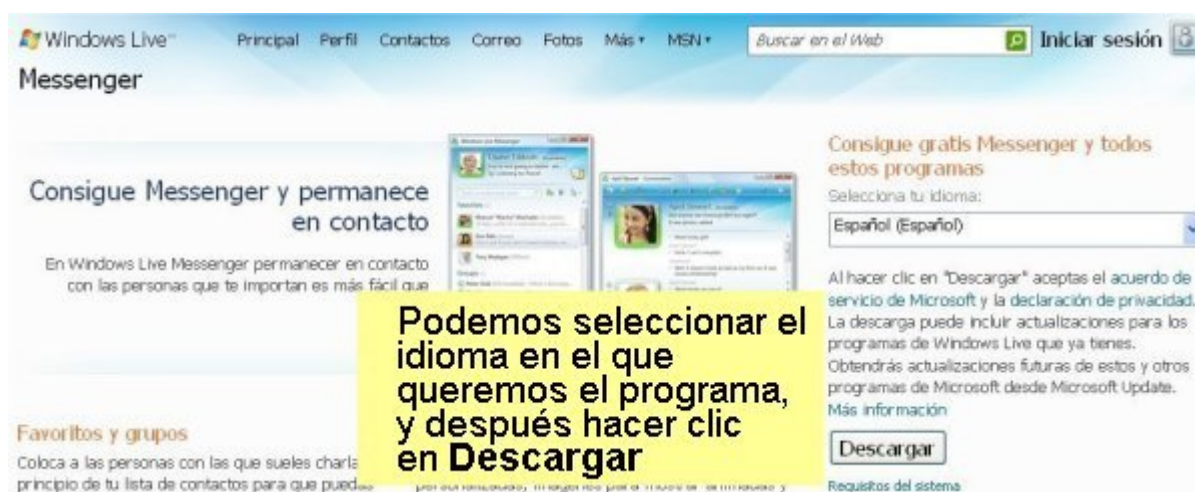 Windows Live™
Principal Perfil Contactos Correo Fotos Más MSN
Buscar en el Web
Iniciar sesión
Messenger
Consigue Messenger y permanece
en contacto
En Windows Live Messenger permanecer en contacto
con las personas que te importan es más fácil que
Favoritos y grupos
Coloca a las personas con las que sueles charla
principio de tu lista de contactos para que puedas
Podemos seleccionar el
idioma en el que
queremos el programa,
y después hacer clic
en Descargar
Consigue gratis Messenger y todos
estos programas
Selecciona tu idioma:
Español (Español)
Al hacer clic en "Descargar" aceptas el acuerdo de
servicio de Microsoft y la declaración de privacidad.
La descarga puede incluir actualizaciones para los
programas de Windows Live que ya tienes.
Obtendrás actualizaciones futuras de estos y otros
programas de Microsoft desde Microsoft Update.
Más información
Descargar
Requisitos del sistema